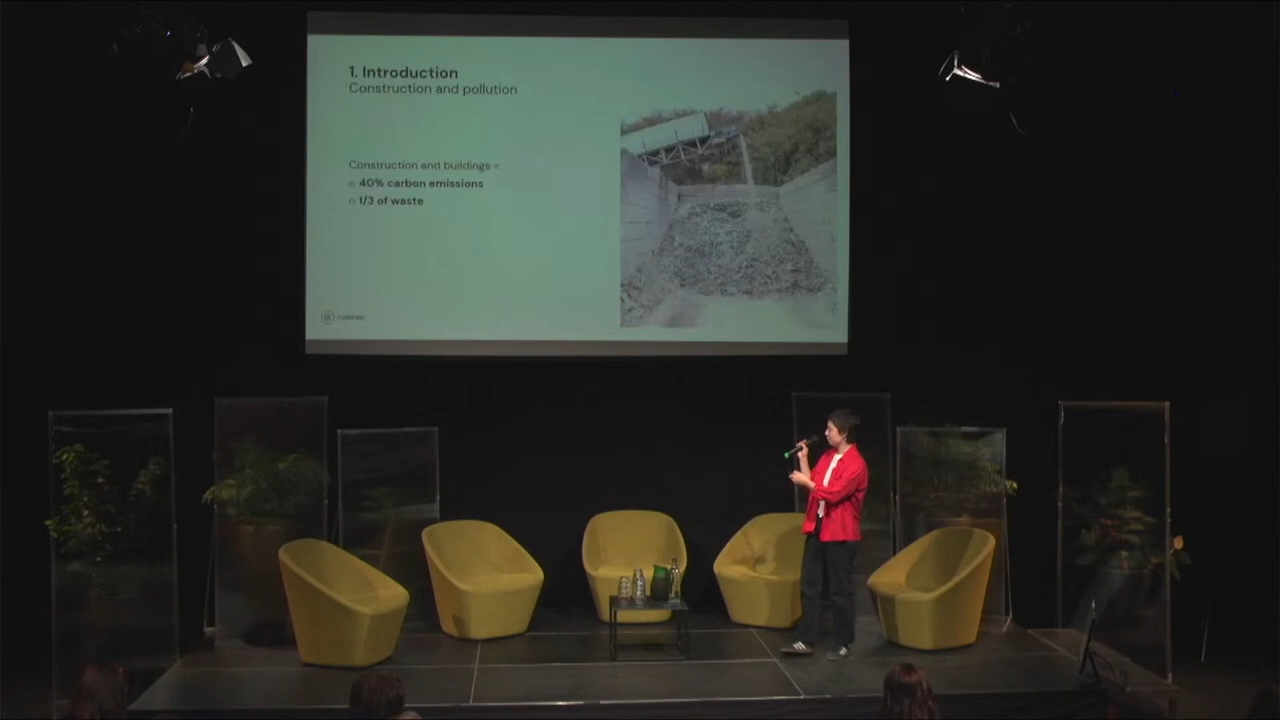 1. Introduction
Construction and pollution
Construction and buildings =
o 40% carbon emissions
o 1/3 of waste